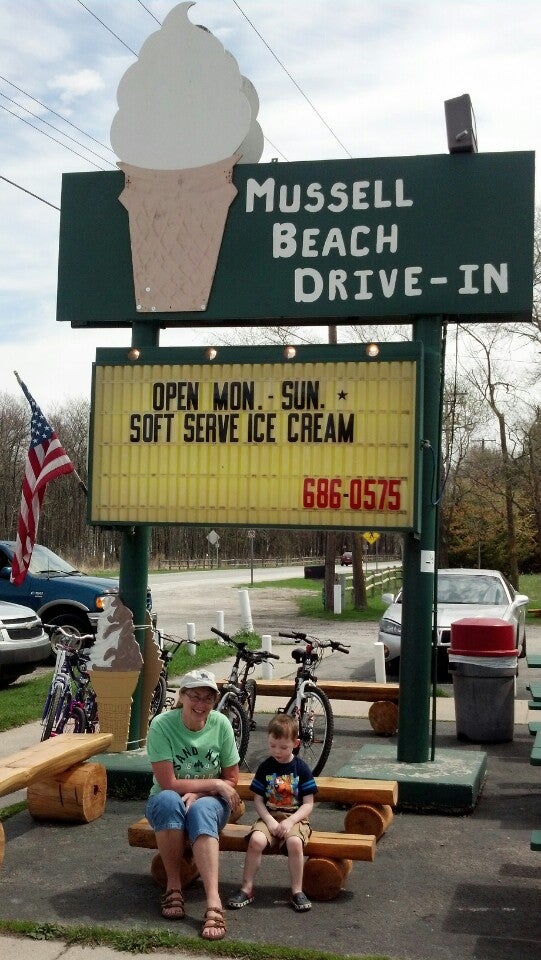 MUSSELL
BEACH
DRIVE-IN
OPEN MON. - SUN. ★
SOFT SERVE ICE CREAM
686-0575